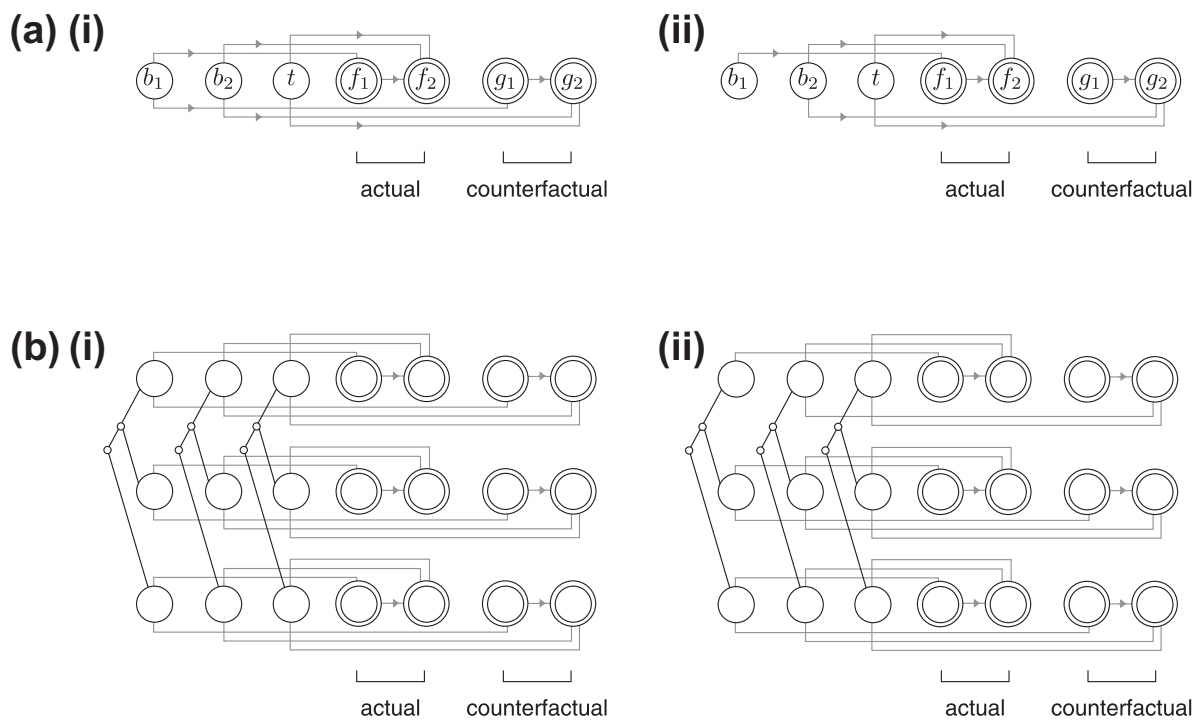 (a) (i) (ii)
b₁ b₂ t f₁ f₂ g₁ g₂ b₁ b₂ t f₁ f₂ g₁ g₂
actual counterfactual actual counterfactual
(b) (i) (ii)
actual counterfactual actual counterfactual